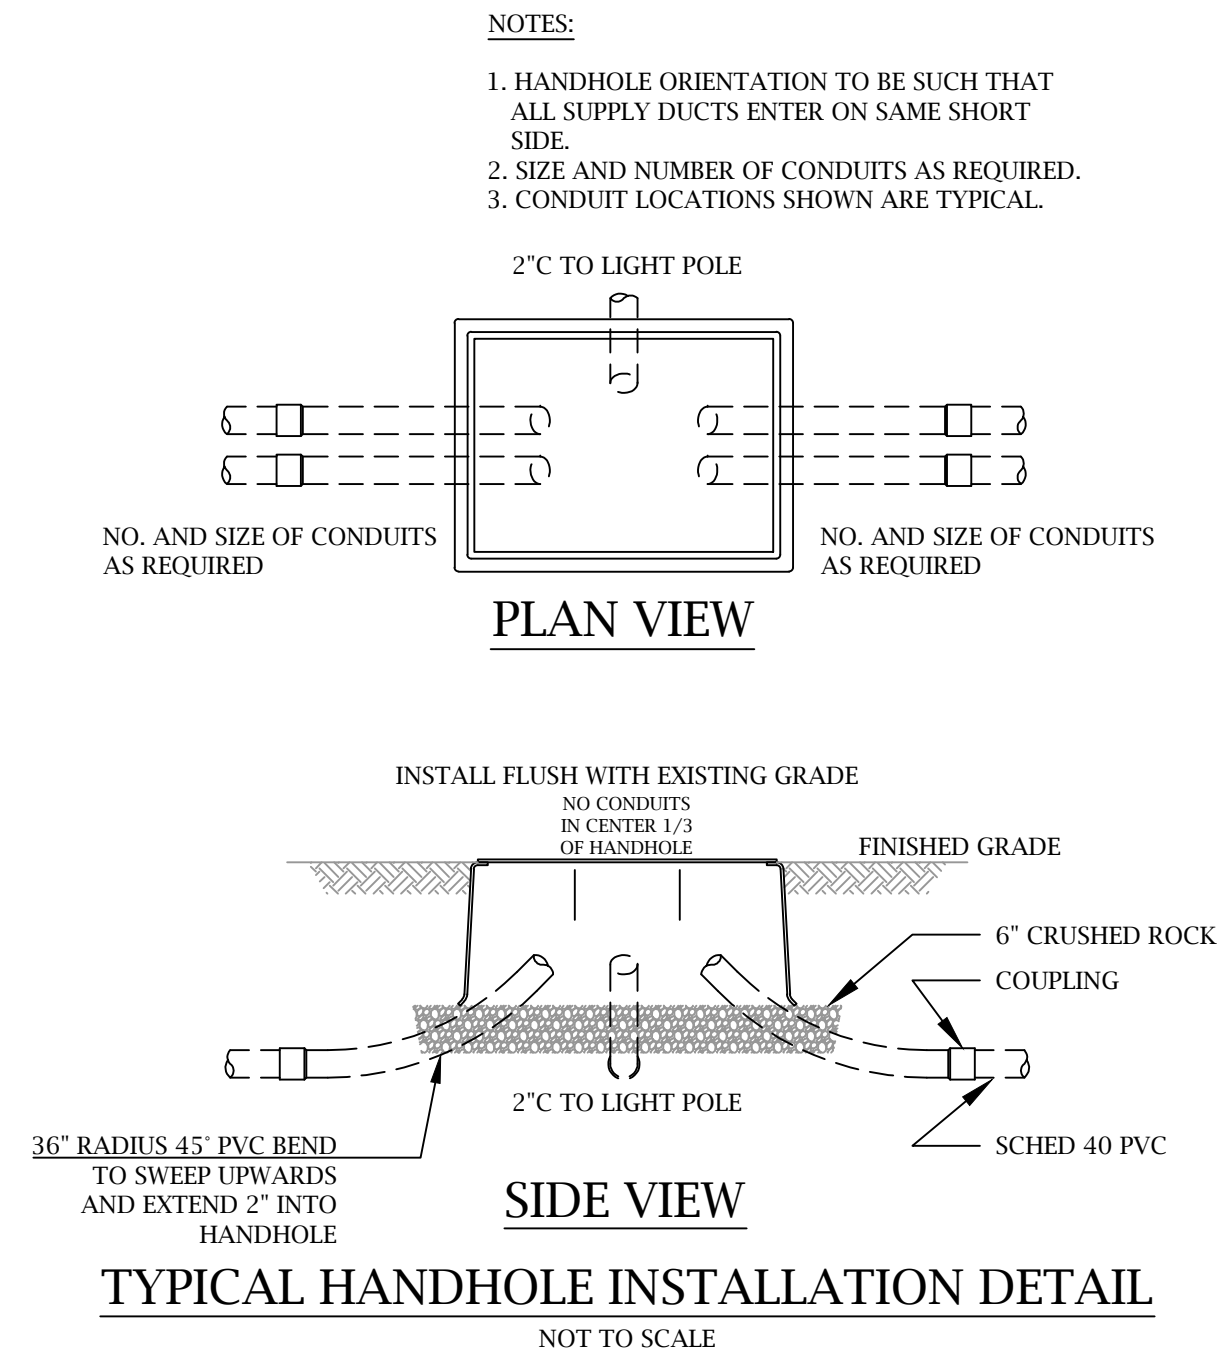 NOTES:
1. HANDHOLE ORIENTATION TO BE SUCH THAT
ALL SUPPLY DUCTS ENTER ON SAME SHORT
SIDE.
2. SIZE AND NUMBER OF CONDUITS AS REQUIRED.
3. CONDUIT LOCATIONS SHOWN ARE TYPICAL.
2"C TO LIGHT POLE
NO. AND SIZE OF CONDUITS
AS REQUIRED
NO. AND SIZE OF CONDUITS
AS REQUIRED
PLAN VIEW
INSTALL FLUSH WITH EXISTING GRADE
NO CONDUITS
IN CENTER 1/3
OF HANDHOLE
FINISHED GRADE
6" CRUSHED ROCK
COUPLING
2"C TO LIGHT POLE
36" RADIUS 45° PVC BEND
TO SWEEP UPWARDS
AND EXTEND 2" INTO
HANDHOLE
SCHED 40 PVC
SIDE VIEW
TYPICAL HANDHOLE INSTALLATION DETAIL
NOT TO SCALE